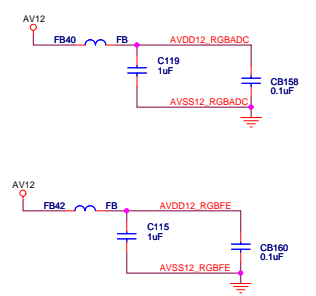 AV12
FB40 FB AVDD12_RGBADC
C119
1uF
CB158
0.1uF
AVSS12_RGBADC
AV12
FB42 FB AVDD12_RGBFE
C115
1uF
CB160
0.1uF
AVSS12_RGBFE